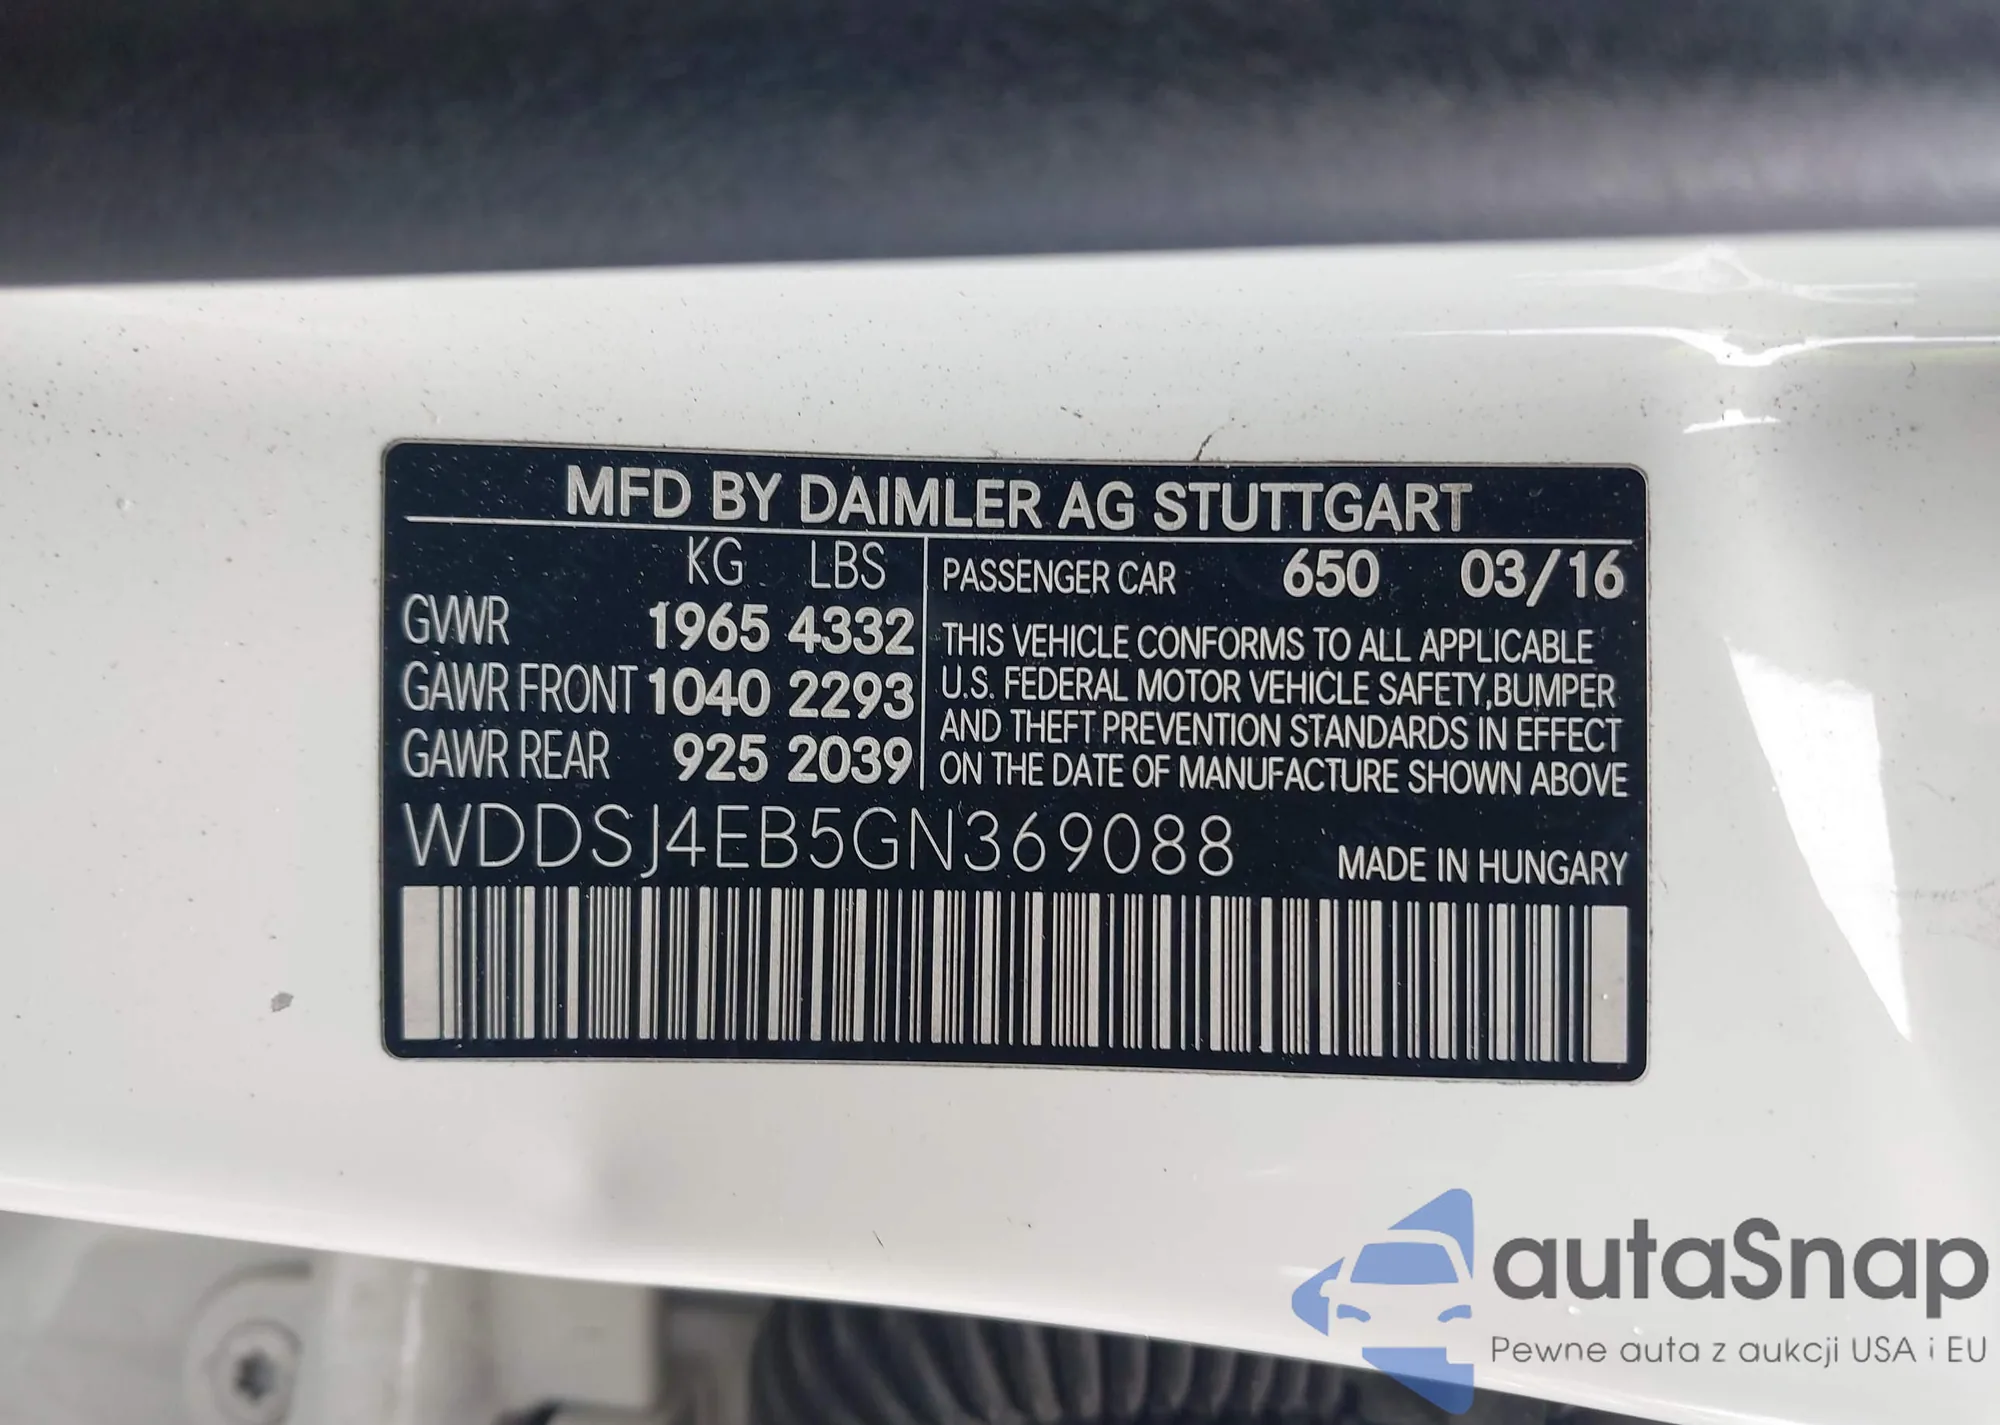 MFD BY DAIMLER AG STUTTGART
KG LBS
GVWR 1965 4332
GAWR FRONT 1040 2293
GAWR REAR 925 2039
PASSENGER CAR 650 03/16
THIS VEHICLE CONFORMS TO ALL APPLICABLE
U.S. FEDERAL MOTOR VEHICLE SAFETY,BUMPER
AND THEFT PREVENTION STANDARDS IN EFFECT
ON THE DATE OF MANUFACTURE SHOWN ABOVE
WDDSJ4EB5GN369088
MADE IN HUNGARY
autaSnap
Pewne auta z aukcji USA i EU